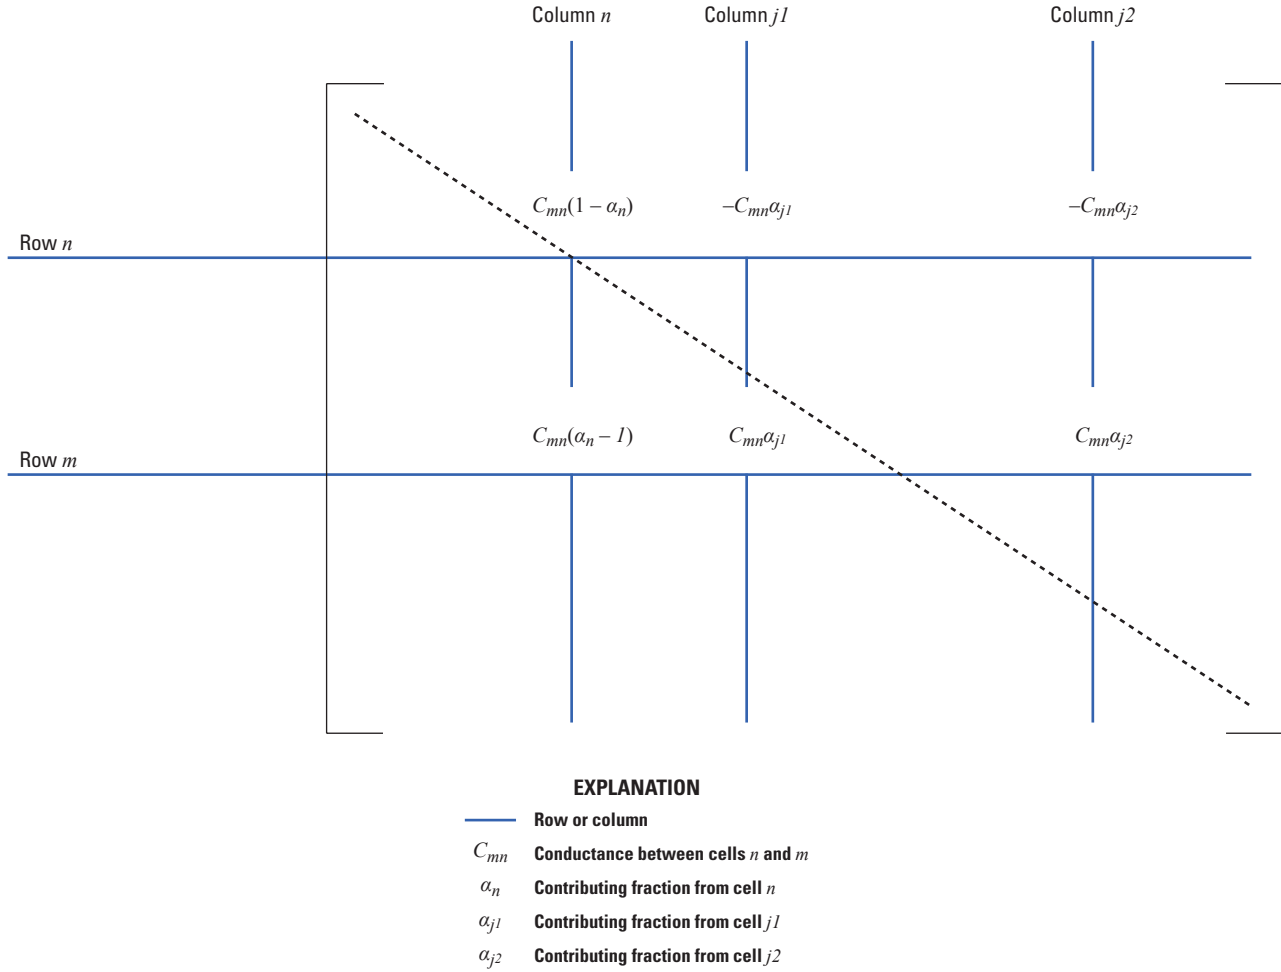 Column n Column j1 Column j2
Cmn(1 – αn) –Cmnαj1 –Cmnαj2
Row n
Cmn(αn – 1) Cmnαj1 Cmnαj2
Row m
EXPLANATION
Row or column
Cmn Conductance between cells n and m
αn Contributing fraction from cell n
αj1 Contributing fraction from cell j1
αj2 Contributing fraction from cell j2